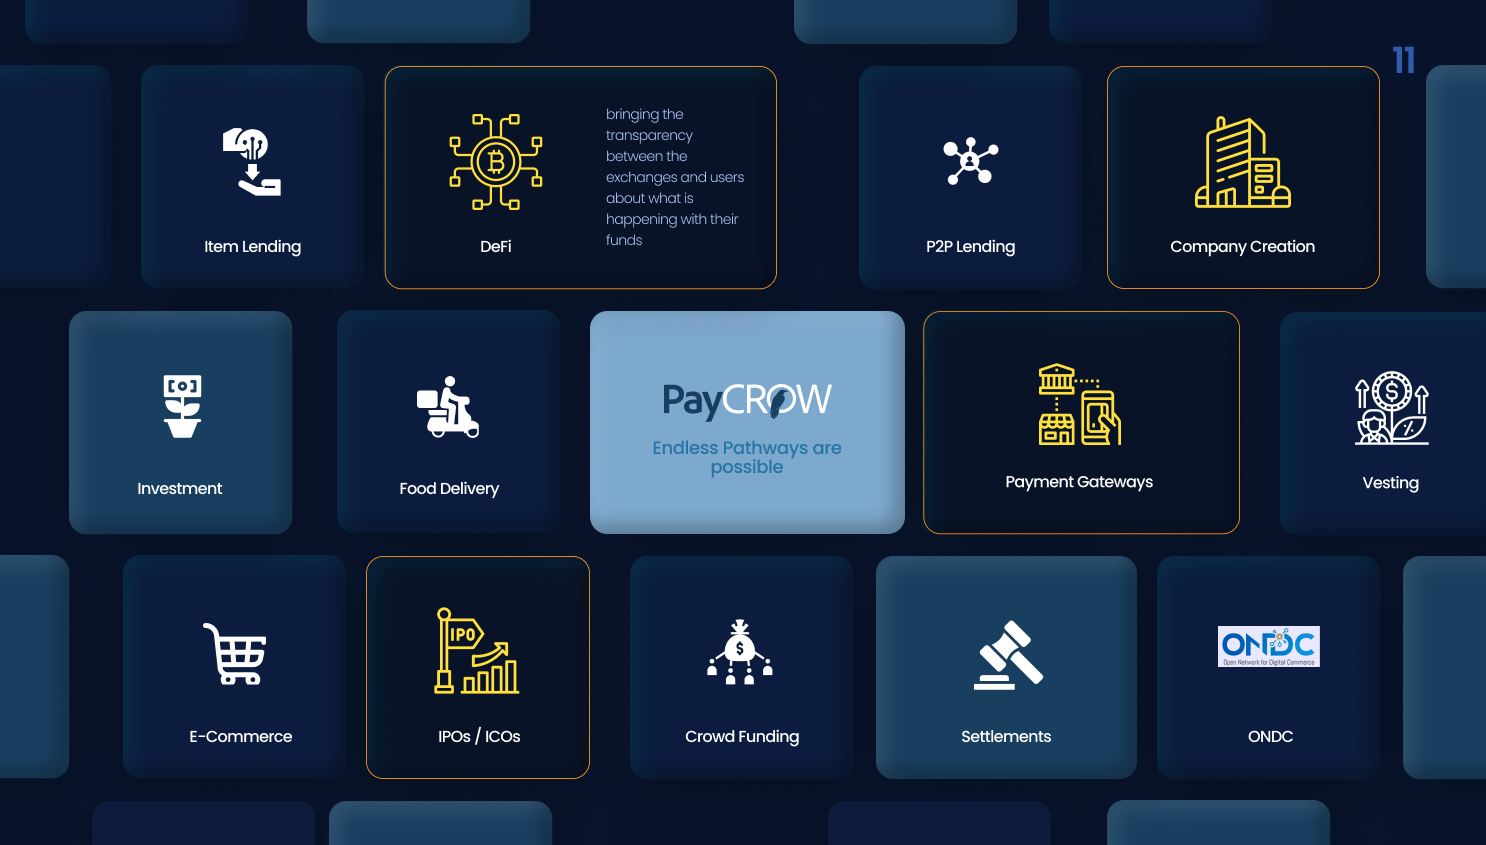 11
Item Lending
DeFi
bringing the
transparency
between the
exchanges and users
about what is
happening with their
funds
P2P Lending
Company Creation
Investment
Food Delivery
PayCROW
Endless Pathways are
possible
Payment Gateways
Vesting
E-Commerce
IPO
IPOs / ICOs
Crowd Funding
Settlements
ONDC
Open Network for Digital Commerce
ONDC